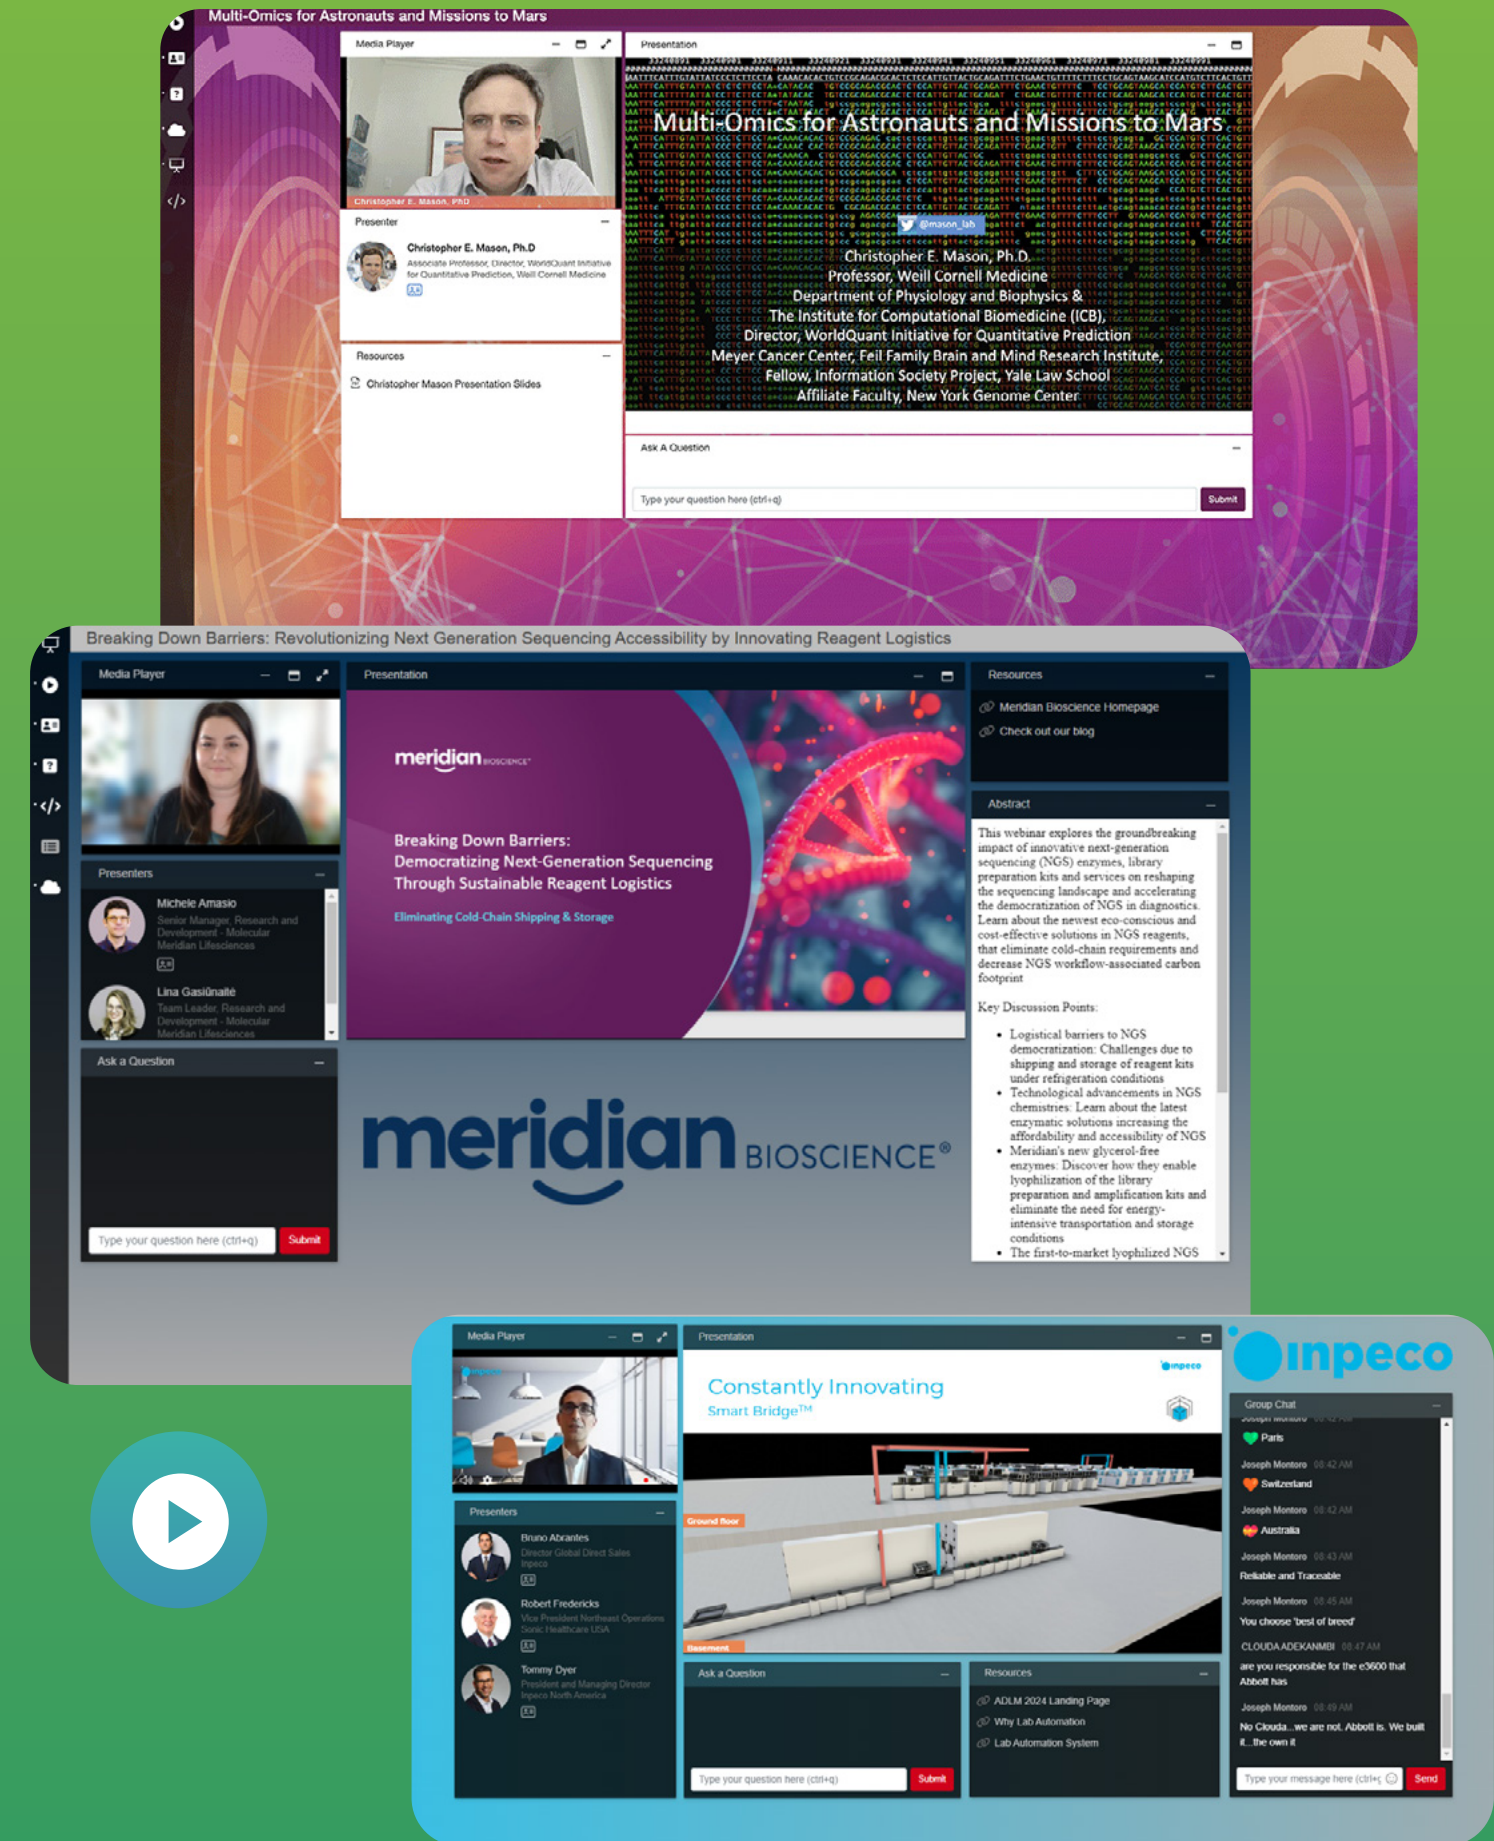 Multi-Omics for Astronauts and Missions to Mars
Media Player
Christopher E. Mason, PhD
Presenter
Christopher E. Mason, Ph.D
Associate Professor, Director, WorldQuant Initiative
for Quantitative Prediction, Weill Cornell Medicine
Resources
Christopher Mason Presentation Slides
Presentation
33240891 33240901 33240911 33240921 33240931 33240941 33240951 33240961 33240971 33240981 33240991
Multi-Omics for Astronauts and Missions to Mars
@mason_lab
Christopher E. Mason, Ph.D.
Professor, Weill Cornell Medicine
Department of Physiology and Biophysics &
The Institute for Computational Biomedicine (ICB),
Director, WorldQuant Initiative for Quantitative Prediction
Meyer Cancer Center, Feil Family Brain and Mind Research Institute,
Fellow, Information Society Project, Yale Law School
Affiliate Faculty, New York Genome Center
Ask A Question
Type your question here (ctrl+q)
Submit
Breaking Down Barriers: Revolutionizing Next Generation Sequencing Accessibility by Innovating Reagent Logistics
Media Player
Presenters
Michele Amasio
Senior Manager, Research and
Development - Molecular
Meridian Lifesciences
Lina Gasiūnaitė
Team Leader, Research and
Development - Molecular
Meridian Lifesciences
Ask a Question
Type your question here (ctrl+q)
Submit
Presentation
meridian BIOSCIENCE
Breaking Down Barriers:
Democratizing Next-Generation Sequencing
Through Sustainable Reagent Logistics
Eliminating Cold-Chain Shipping & Storage
meridian BIOSCIENCE®
Resources
Meridian Bioscience Homepage
Check out our blog
Abstract
This webinar explores the groundbreaking
impact of innovative next-generation
sequencing (NGS) enzymes, library
preparation kits and services on reshaping
the sequencing landscape and accelerating
the democratization of NGS in diagnostics.
Learn about the newest eco-conscious and
cost-effective solutions in NGS reagents,
that eliminate cold-chain requirements and
decrease NGS workflow-associated carbon
footprint
Key Discussion Points:
• Logistical barriers to NGS
democratization: Challenges due to
shipping and storage of reagent kits
under refrigeration conditions
• Technological advancements in NGS
chemistries: Learn about the latest
enzymatic solutions increasing the
affordability and accessibility of NGS
• Meridian's new glycerol-free
enzymes: Discover how they enable
lyophilization of the library
preparation and amplification kits and
eliminate the need for energy-
intensive transportation and storage
conditions
• The first-to-market lyophilized NGS
Media Player
inpeco
Presenters
Bruno Abrantes
Director Global Direct Sales
Inpeco
Robert Fredericks
Vice President Northeast Operations
Sonic Healthcare USA
Tommy Dyer
President and Managing Director
Inpeco North America
Presentation
inpeco
Constantly Innovating
Smart Bridge™
Ground floor
Basement
Ask a Question
Type your question here (ctrl+q)
Submit
Resources
ADLM 2024 Landing Page
Why Lab Automation
Lab Automation System
inpeco
Group Chat
Joseph Montoro 08:42 AM
Paris
Joseph Montoro 08:42 AM
Switzerland
Joseph Montoro 08:42 AM
Australia
Joseph Montoro 08:43 AM
Reliable and Traceable
Joseph Montoro 08:45 AM
You choose 'best of breed'
CLOUDA ADEKANMBI 08:47 AM
are you responsible for the e3600 that
Abbott has
Joseph Montoro 08:49 AM
No Clouda...we are not. Abbott is. We built
it...the own it
Type your message here (ctrl+
Send